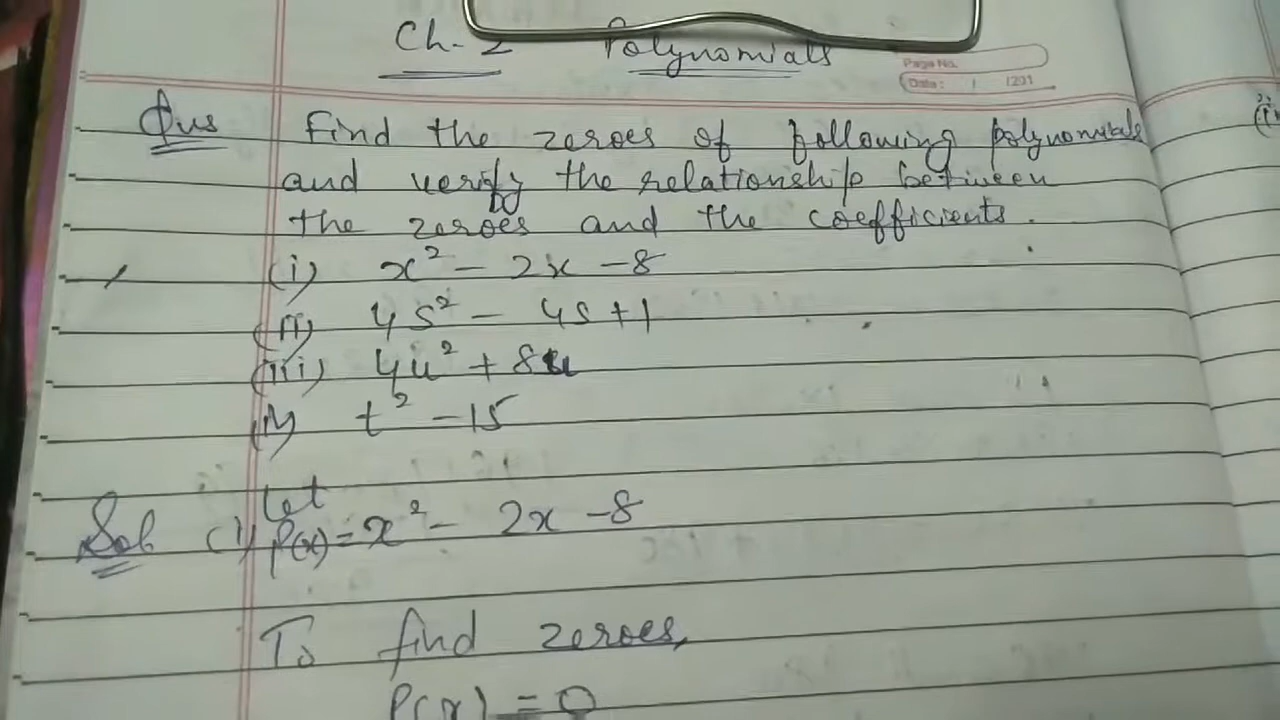 Ch-2 Polynomials
Page No.
Date: / /201
Qus Find the zeroes of following polynomials
and verify the relationship between
the zeroes and the coefficients.
(i) x² - 2x - 8
(ii) 4s² - 4s + 1
(iii) 4u² + 8u
(iv) t² - 15
Let
Sol (i) P(x) = x² - 2x - 8
To find zeroes,
P(x) = 0